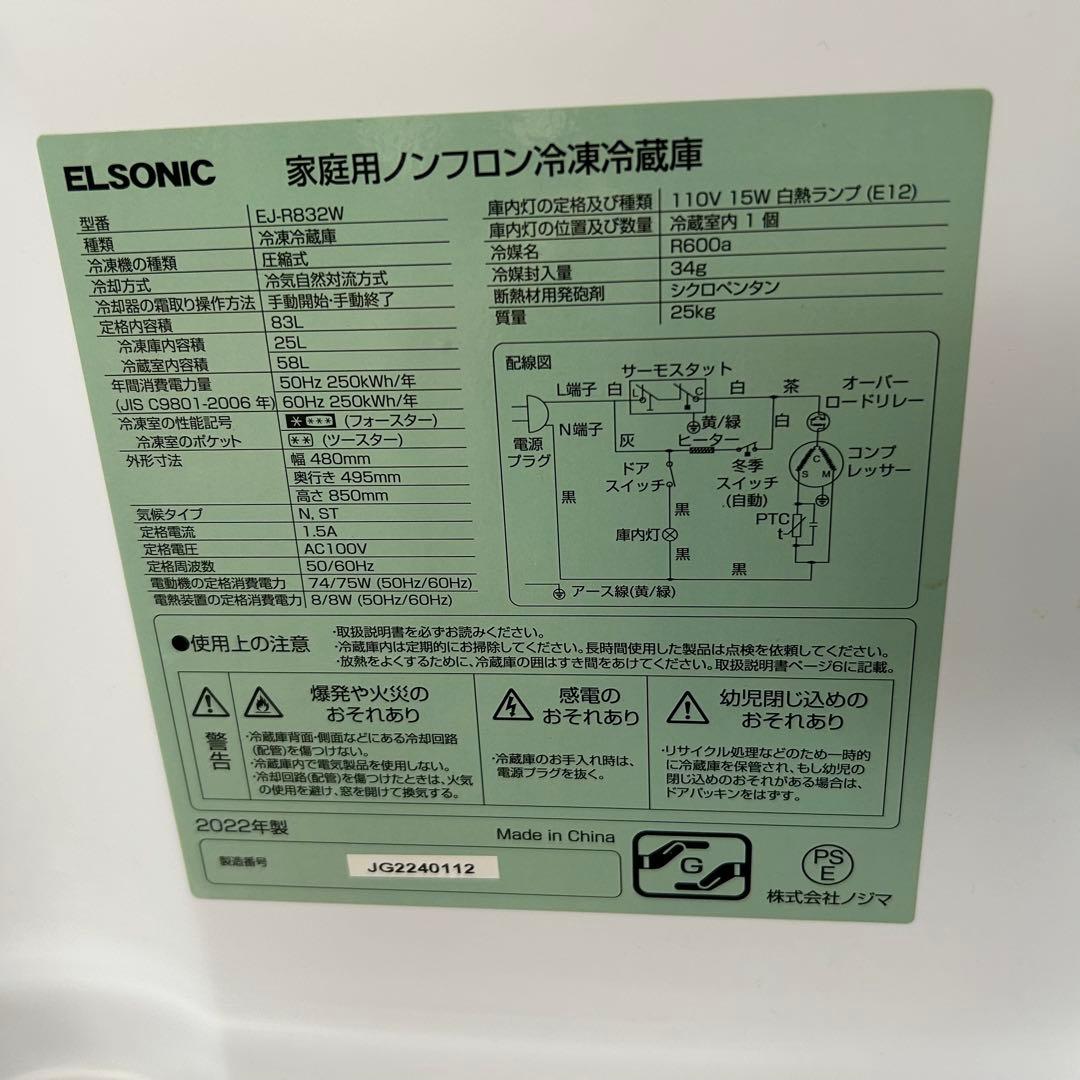 ELSONIC 家庭用ノンフロン冷凍冷蔵庫
型番 EJ-R832W
種類 冷凍冷蔵庫
冷凍機の種類 圧縮式
冷却方式 冷気自然対流方式
冷却器の霜取り操作方法 手動開始・手動終了
定格内容積 83L
冷凍庫内容積 25L
冷蔵室内容積 58L
年間消費電力量 50Hz 250kWh/年
(JIS C9801-2006 年) 60Hz 250kWh/年
冷凍室の性能記号 * *** (フォースター)
冷凍室のポケット ** (ツースター)
外形寸法 幅 480mm
奥行き 495mm
高さ 850mm
気候タイプ N, ST
定格電流 1.5A
定格電圧 AC100V
定格周波数 50/60Hz
電動機の定格消費電力 74/75W (50Hz/60Hz)
電熱装置の定格消費電力 8/8W (50Hz/60Hz)
庫内灯の定格及び種類 110V 15W 白熱ランプ (E12)
庫内灯の位置及び数量 冷蔵室内 1 個
冷媒名 R600a
冷媒封入量 34g
断熱材用発砲剤 シクロペンタン
質量 25kg
配線図
サーモスタット
L端子 白 L C 白 茶 オーバー
ロードリレー
N端子 黄/緑 白
電源
プラグ
灰 ヒーター
ドア
スイッチ
冬季
スイッチ
(自動)
C
S M
コンプ
レッサー
黒
黒
PTC
t
庫内灯
黒
黒
アース線(黄/緑)
●使用上の注意
・取扱説明書を必ずお読みください。
・冷蔵庫内は定期的にお掃除してください。長時間使用した製品は点検を依頼してください。
・放熱をよくするために、冷蔵庫の囲はすき間をあけてください。取扱説明書ページ6に記載。
警告
爆発や火災の
おそれあり
・冷蔵庫背面・側面などにある冷却回路
(配管)を傷つけない。
・冷蔵庫内で電気製品を使用しない。
・冷却回路(配管)を傷つけたときは、火気
の使用を避け、窓を開けて換気する。
感電の
おそれあり
・冷蔵庫のお手入れ時は、
電源プラグを抜く。
幼児閉じ込めの
おそれあり
・リサイクル処理などのため一時的
に冷蔵庫を保管され、もし幼児の
閉じ込めのおそれがある場合は、
ドアパッキンをはずす。
2022年製
Made in China
製造番号 JG2240112
G
PS
E
株式会社ノジマ